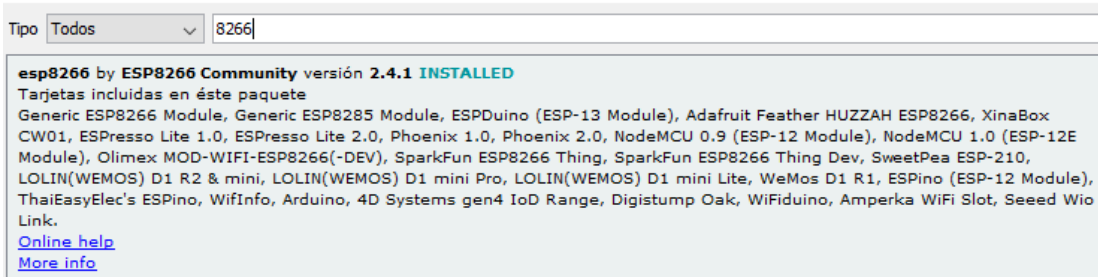 Tipo Todos 8266
esp8266 by ESP8266 Community versión 2.4.1 INSTALLED
Tarjetas incluidas en éste paquete
Generic ESP8266 Module, Generic ESP8285 Module, ESPDuino (ESP-13 Module), Adafruit Feather HUZZAH ESP8266, XinaBox
CW01, ESPresso Lite 1.0, ESPresso Lite 2.0, Phoenix 1.0, Phoenix 2.0, NodeMCU 0.9 (ESP-12 Module), NodeMCU 1.0 (ESP-12E
Module), Olimex MOD-WIFI-ESP8266(-DEV), SparkFun ESP8266 Thing, SparkFun ESP8266 Thing Dev, SweetPea ESP-210,
LOLIN(WEMOS) D1 R2 & mini, LOLIN(WEMOS) D1 mini Pro, LOLIN(WEMOS) D1 mini Lite, WeMos D1 R1, ESPino (ESP-12 Module),
ThaiEasyElec's ESPino, WifInfo, Arduino, 4D Systems gen4 IoD Range, Digistump Oak, WiFiduino, Amperka WiFi Slot, Seeed Wio
Link.
Online help
More info